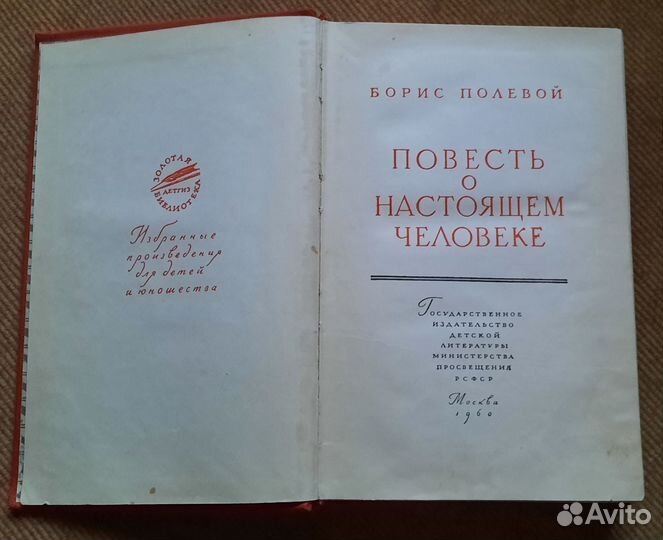 ЗОЛОТАЯ
ДЕТГИЗ
БИБЛИОТЕКА
Избранные
произведения
для детей
и юношества
БОРИС ПОЛЕВОЙ
ПОВЕСТЬ
О
НАСТОЯЩЕМ
ЧЕЛОВЕКЕ
ГОСУДАРСТВЕННОЕ
ИЗДАТЕЛЬСТВО
ДЕТСКОЙ
ЛИТЕРАТУРЫ
МИНИСТЕРСТВА
ПРОСВЕЩЕНИЯ
РСФСР
Москва
1960
Avito